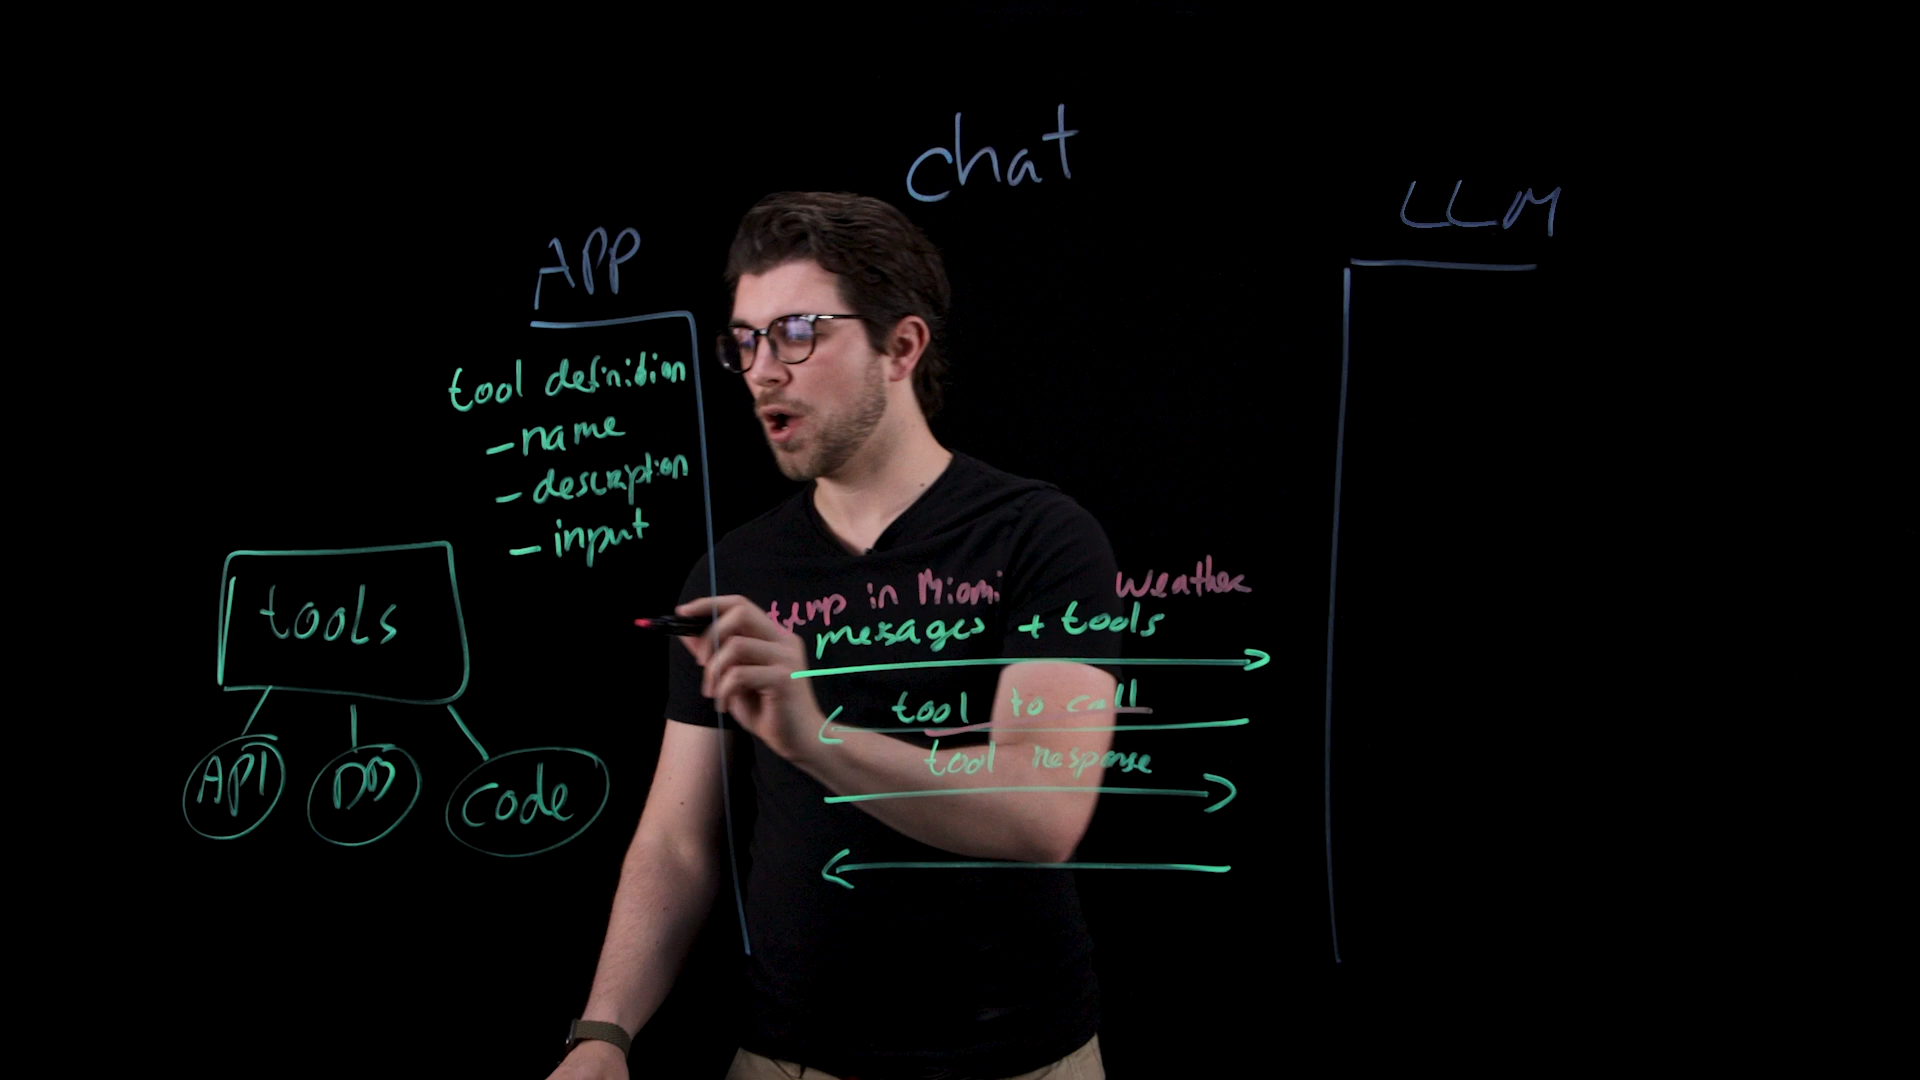 chat
LLM
APP
tool definition
- name
- description
- input
tools
API
DB
code
temp in Miami
weather
messages + tools
tool to call
tool response